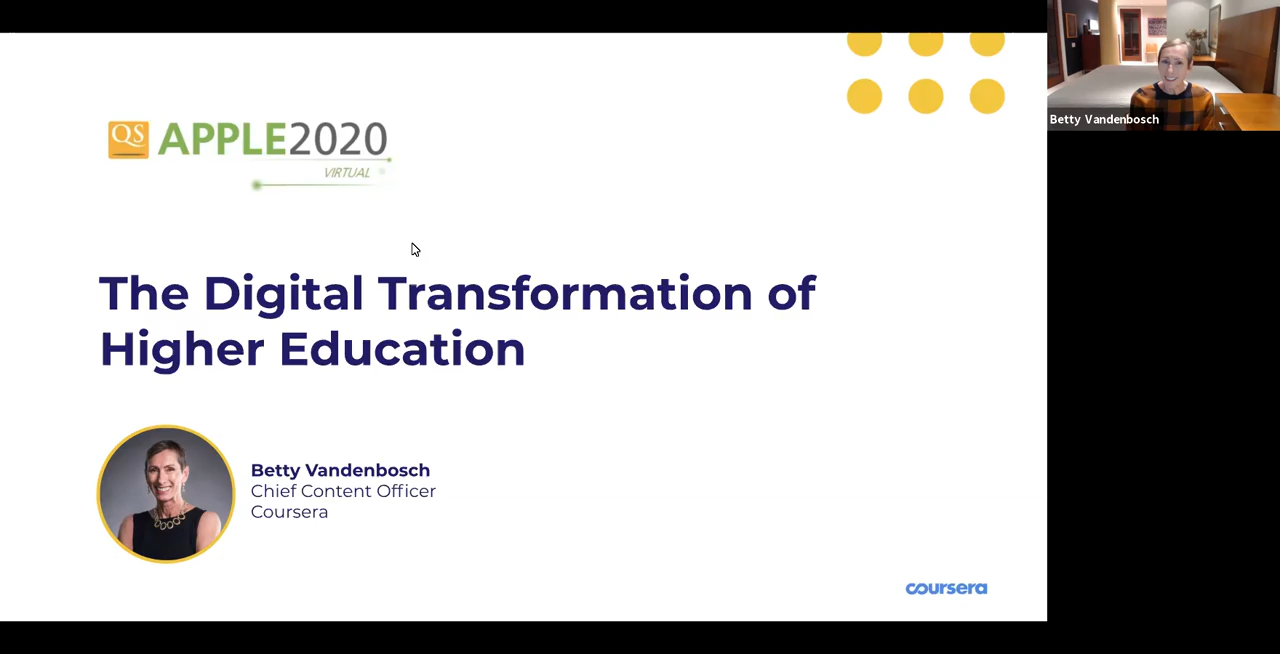 QS APPLE2020
VIRTUAL
The Digital Transformation of
Higher Education
Betty Vandenbosch
Chief Content Officer
Coursera
coursera
Betty Vandenbosch